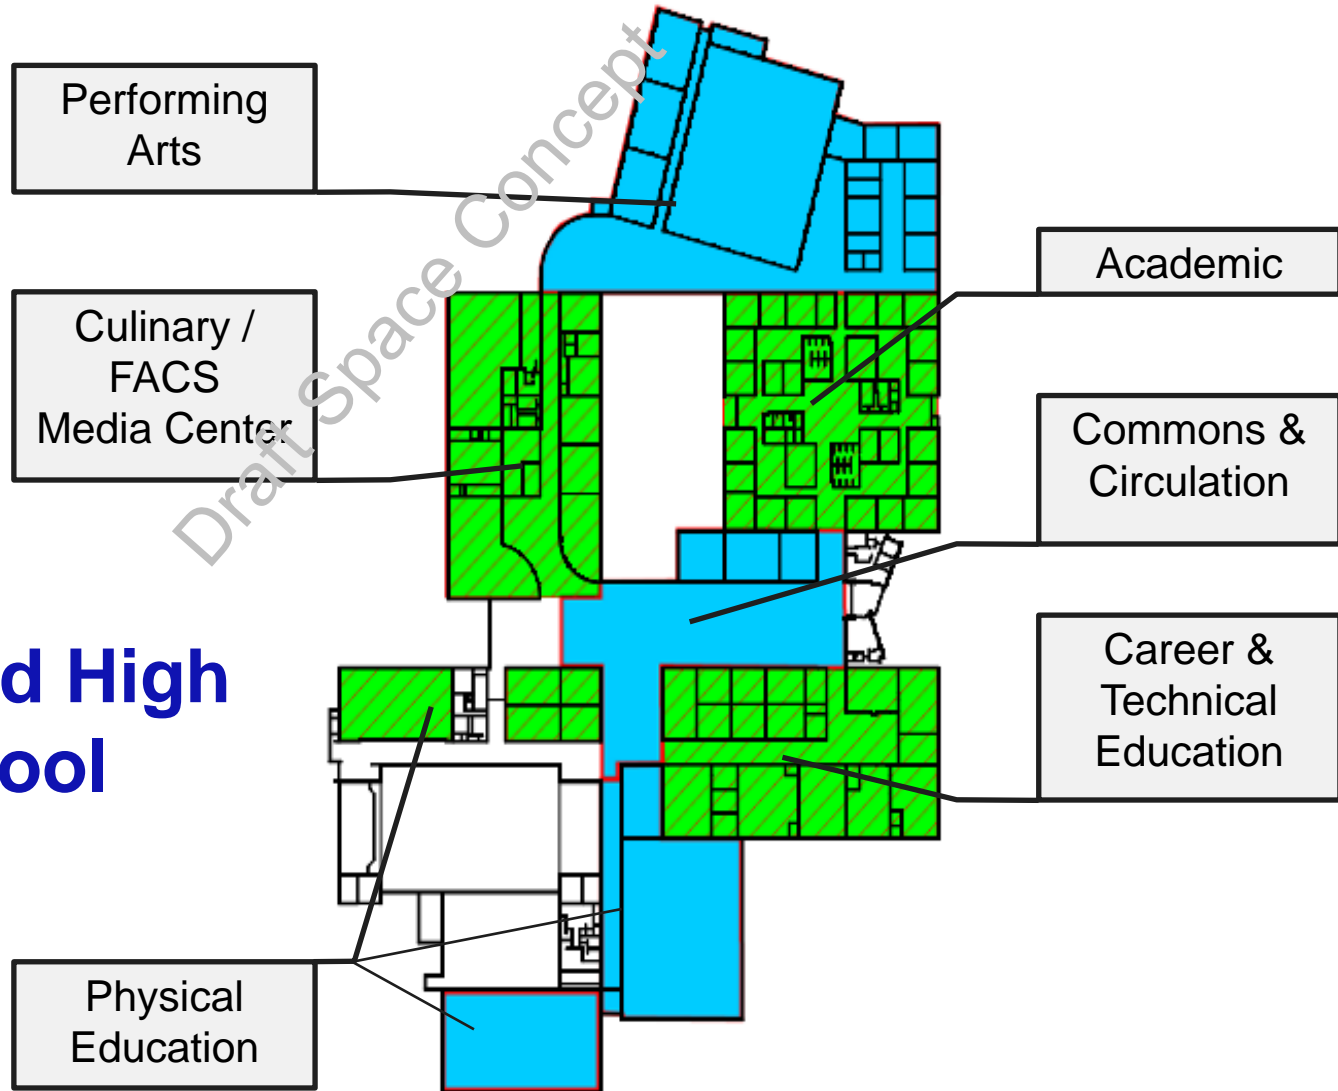 Performing
Arts
Draft Space Concept
Academic
Culinary /
FACS
Media Center
Commons &
Circulation
d High
ool
Career &
Technical
Education
Physical
Education